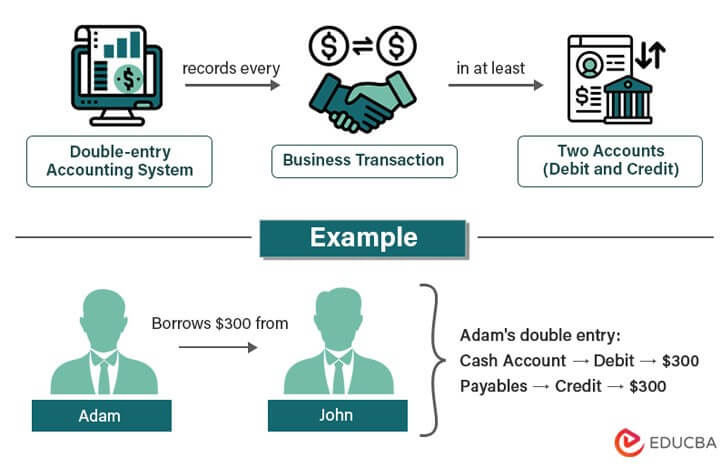 records every
in at least
Double-entry
Accounting System
Business Transaction
Two Accounts
(Debit and Credit)
Example
Borrows $300 from
Adam
John
Adam's double entry:
Cash Account → Debit → $300
Payables → Credit → $300
EDUCBA